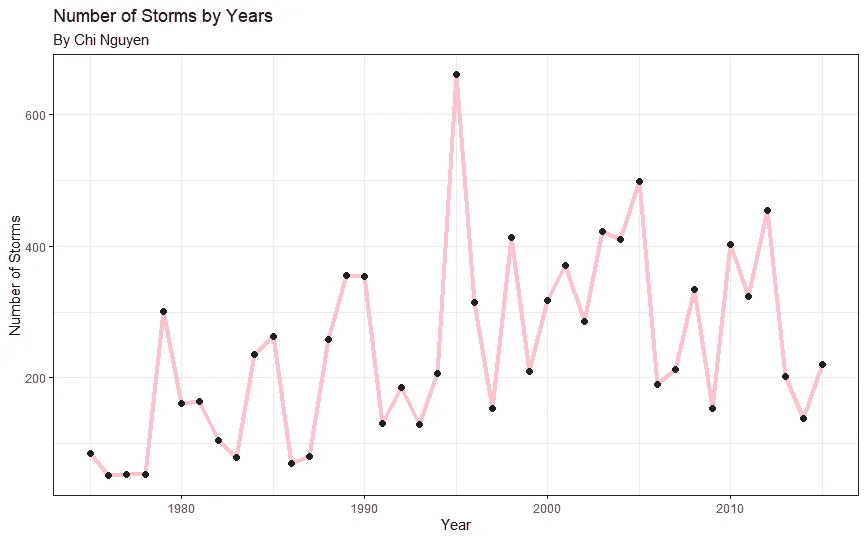 Number of Storms by Years
By Chi Nguyen
600
400
200
Number of Storms
1980 1990 2000 2010
Year